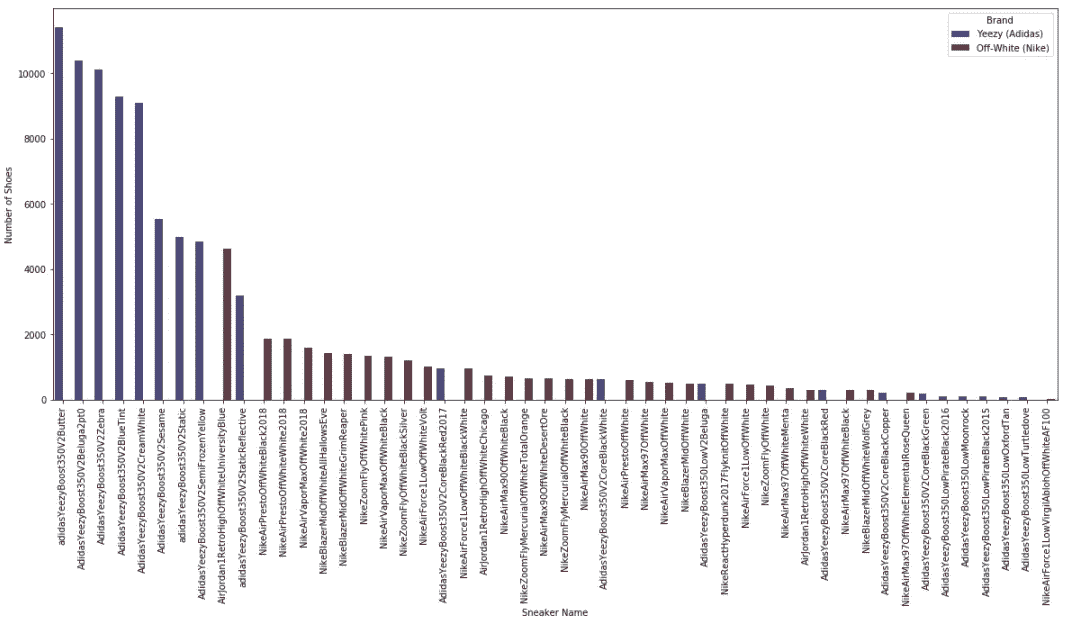 Brand
Yeezy (Adidas)
Off-White (Nike)
Number of Shoes
10000
8000
6000
4000
2000
0
adidasYeezyBoost350V2Butter
AdidasYeezyBoost350V2Beluga2pt0
AdidasYeezyBoost350V2Zebra
AdidasYeezyBoost350V2BlueTint
AdidasYeezyBoost350V2CreamWhite
AdidasYeezyBoost350V2Sesame
adidasYeezyBoost350V2Static
AdidasYeezyBoost350V2SemiFrozenYellow
AirJordan1RetroHighOffWhiteUniversityBlue
adidasYeezyBoost350V2StaticReflective
NikeAirPrestoOffWhiteBlack2018
NikeAirPrestoOffWhiteWhite2018
NikeAirVaporMaxOffWhite2018
NikeBlazerMidOffWhiteAllHallowsEve
NikeBlazerMidOffWhiteGrimReaper
NikeZoomFlyOffWhitePink
NikeAirVaporMaxOffWhiteBlack
NikeZoomFlyOffWhiteBlackSilver
NikeAirForce1LowOffWhiteVolt
AdidasYeezyBoost350V2CoreBlackRed2017
NikeAirForce1LowOffWhiteBlackWhite
AirJordan1RetroHighOffWhiteChicago
NikeAirMax90OffWhiteBlack
NikeZoomFlyMercurialOffWhiteTotalOrange
NikeAirMax90OffWhiteDesertOre
NikeZoomFlyMercurialOffWhiteBlack
NikeAirMax90OffWhite
AdidasYeezyBoost350V2CoreBlackWhite
NikeAirPrestoOffWhite
NikeAirMax97OffWhite
NikeAirVaporMaxOffWhite
NikeBlazerMidOffWhite
AdidasYeezyBoost350LowV2Beluga
NikeReactHyperdunk2017FlyknitOffWhite
NikeAirForce1LowOffWhite
NikeZoomFlyOffWhite
NikeAirMax97OffWhiteMenta
AirJordan1RetroHighOffWhiteWhite
AdidasYeezyBoost350V2CoreBlackRed
NikeAirMax97OffWhiteBlack
NikeBlazerMidOffWhiteWolfGrey
AdidasYeezyBoost350V2CoreBlackCopper
NikeAirMax97OffWhiteElementalRoseQueen
AdidasYeezyBoost350V2CoreBlackGreen
AdidasYeezyBoost350LowPirateBlack2016
AdidasYeezyBoost350LowMoonrock
AdidasYeezyBoost350LowPirateBlack2015
AdidasYeezyBoost350LowOxfordTan
AdidasYeezyBoost350LowTurtledove
NikeAirForce1LowVirgilAblohOffWhiteAF100
Sneaker Name